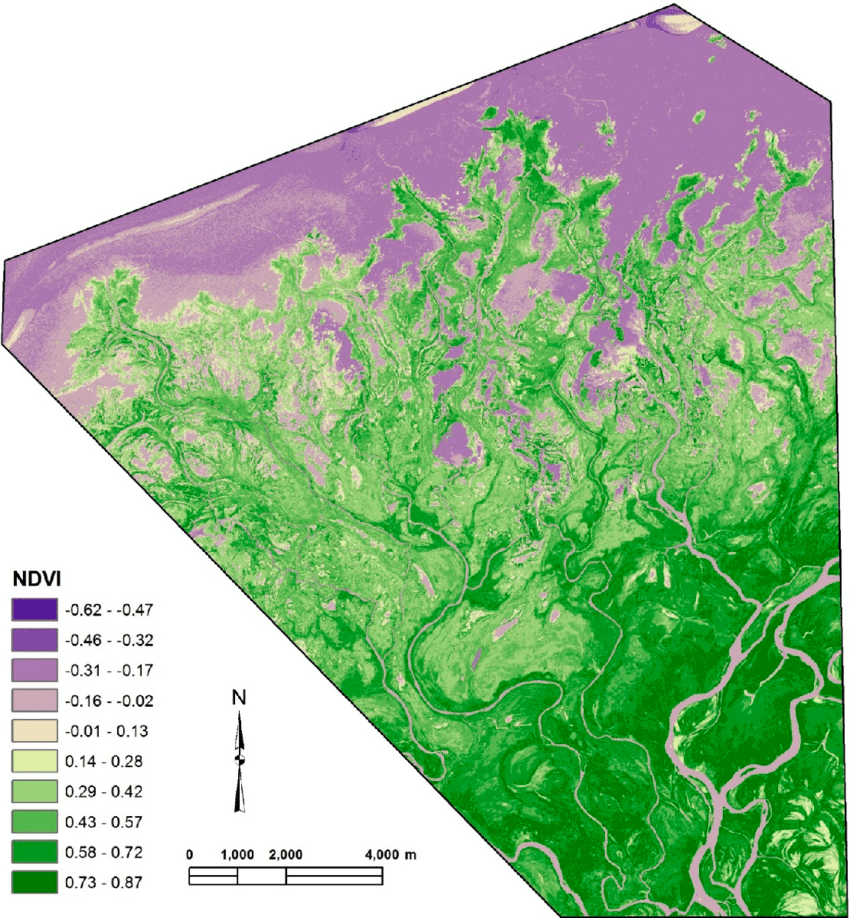 NDVI
-0.62 - -0.47
-0.46 - -0.32
-0.31 - -0.17
-0.16 - -0.02
-0.01 - 0.13
0.14 - 0.28
0.29 - 0.42
0.43 - 0.57
0.58 - 0.72
0.73 - 0.87
N
0 1,000 2,000 4,000 m